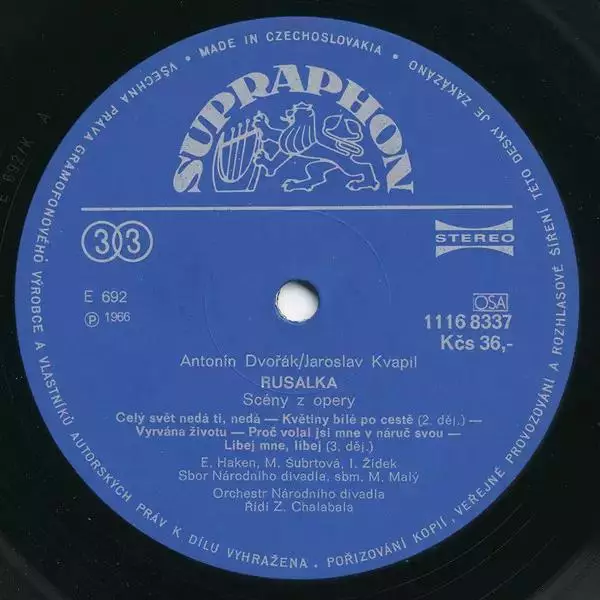 MADE IN CZECHOSLOVAKIA • VŠECHNA PRÁVA GRAMOFONOVÉHO VÝROBCE A VLASTNÍKŮ AUTORSKÝCH PRÁV K DÍLU VYHRAŽENA. POŘIZOVÁNÍ KOPIÍ, VEŘEJNÉ PROVOZOVÁNÍ A ROZHLASOVÉ ŠÍŘENÍ TÉTO DESKY JE ZAKÁZÁNO •
SUPRAPHON
33
STEREO
E 692
Ⓟ 1966
OSA
1116 8337
Kčs 36,-
Antonín Dvořák/Jaroslav Kvapil
RUSALKA
Scény z opery
Celý svět nedá ti, nedá — Květiny bílé po cestě (2. děj.) —
Vyrvána životu — Proč volal jsi mne v náruč svou —
Líbej mne, líbej (3. děj.)
E. Haken, M. Šubrtová, I. Žídek
Sbor Národního divadla, sbm. M. Malý
Orchestr Národního divadla
Řídí Z. Chalabala
E 692/K A